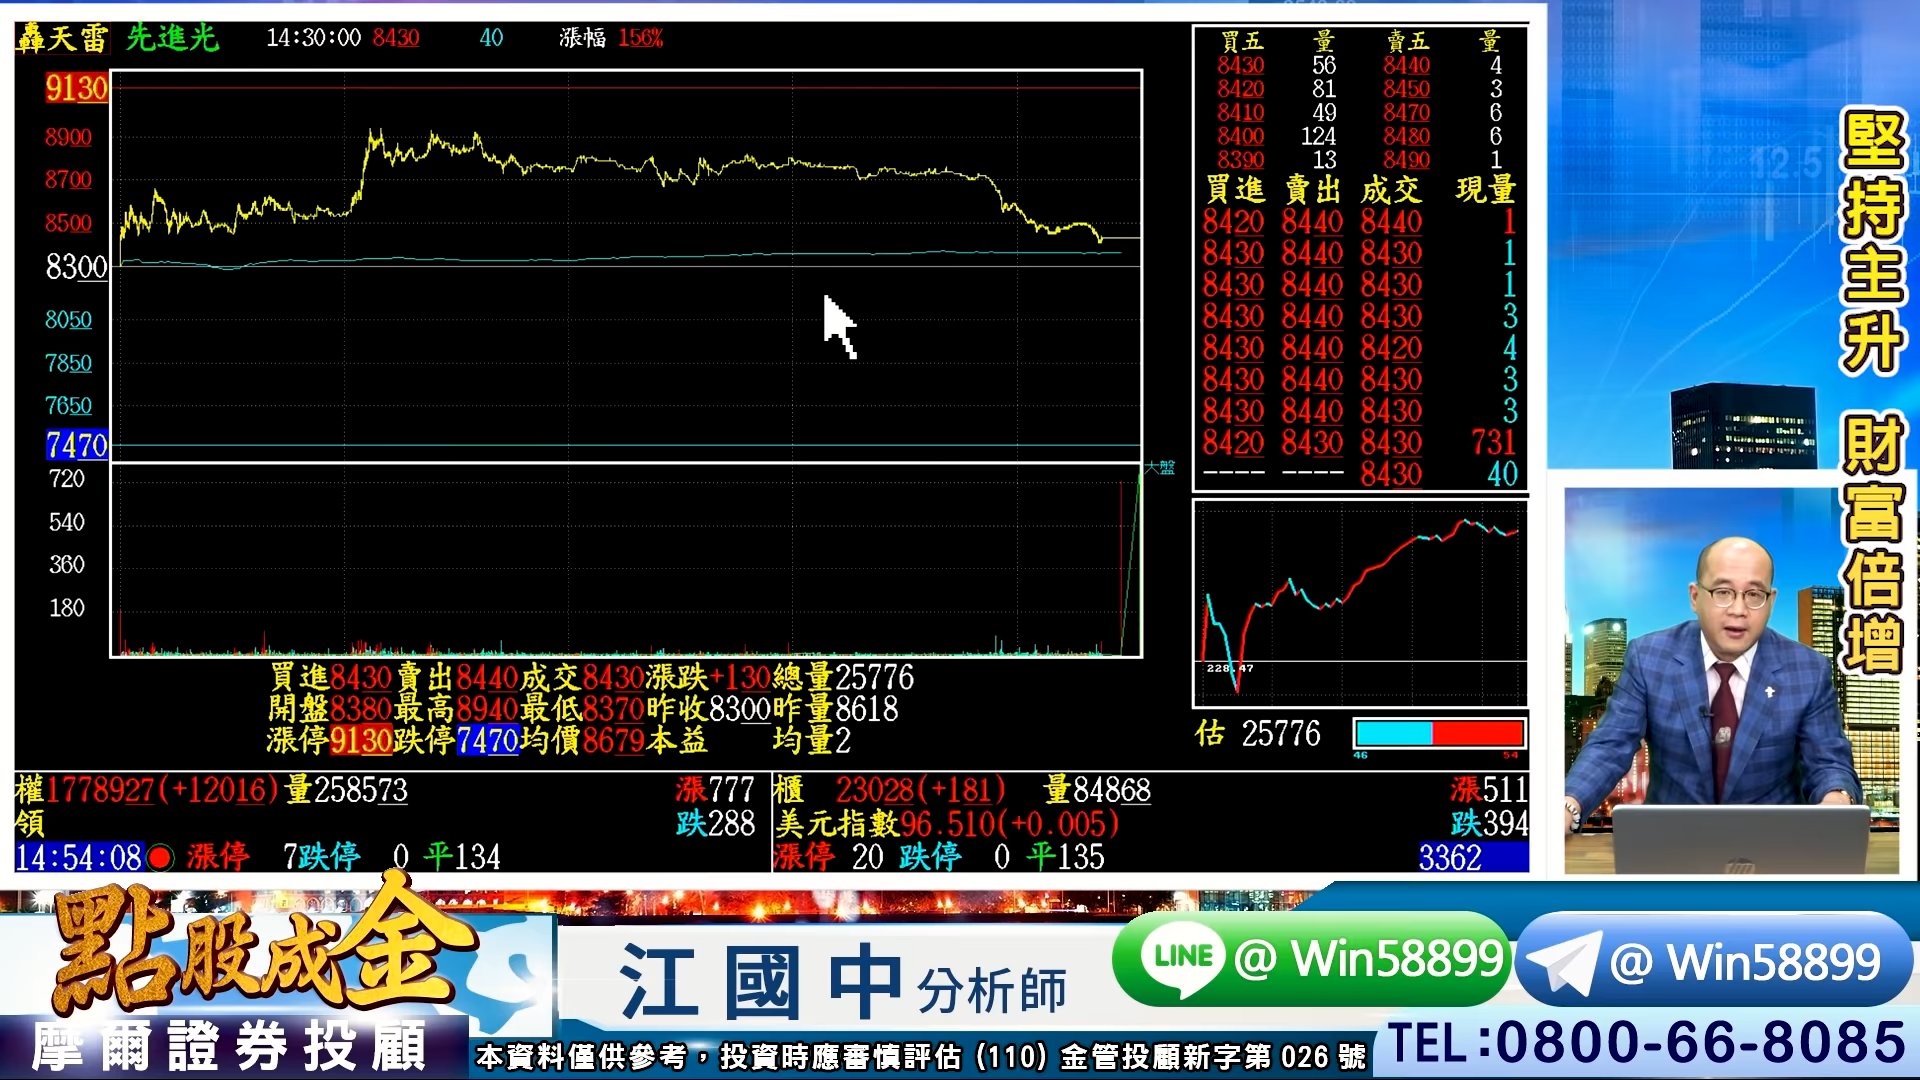 轟天雷 先進光 14:30:00 8430 40 漲幅 156%
9130
8900
8700
8500
8300
8050
7850
7650
7470
720
540
360
180
大盤
買五 量 賣五 量
8430 56 8440 4
8420 81 8450 3
8410 49 8470 6
8400 124 8480 6
8390 13 8490 1
買進 賣出 成交 現量
8420 8440 8440 1
8430 8440 8430 1
8430 8440 8430 1
8430 8440 8430 3
8430 8440 8420 4
8430 8440 8430 3
8430 8440 8430 3
8420 8430 8430 731
---- ---- 8430 40
228.47
估 25776
46 54
買進8430賣出8440成交8430漲跌+130總量25776
開盤8380最高8940最低8370昨收8300昨量8618
漲停9130跌停7470均價8679本益 均量2
權1778927(+12016)量258573 漲777
領 跌288
14:54:08 漲停 7跌停 0 平134
櫃 23028(+181) 量84868 漲511
美元指數96.510(+0.005) 跌394
漲停 20 跌停 0 平135 3362
堅持主升 財富倍增
點股成金
摩爾證券投顧
江國中 分析師
LINE @ Win58899
@ Win58899
TEL:0800-66-8085
本資料僅供參考，投資時應審慎評估 (110) 金管投顧新字第 026 號